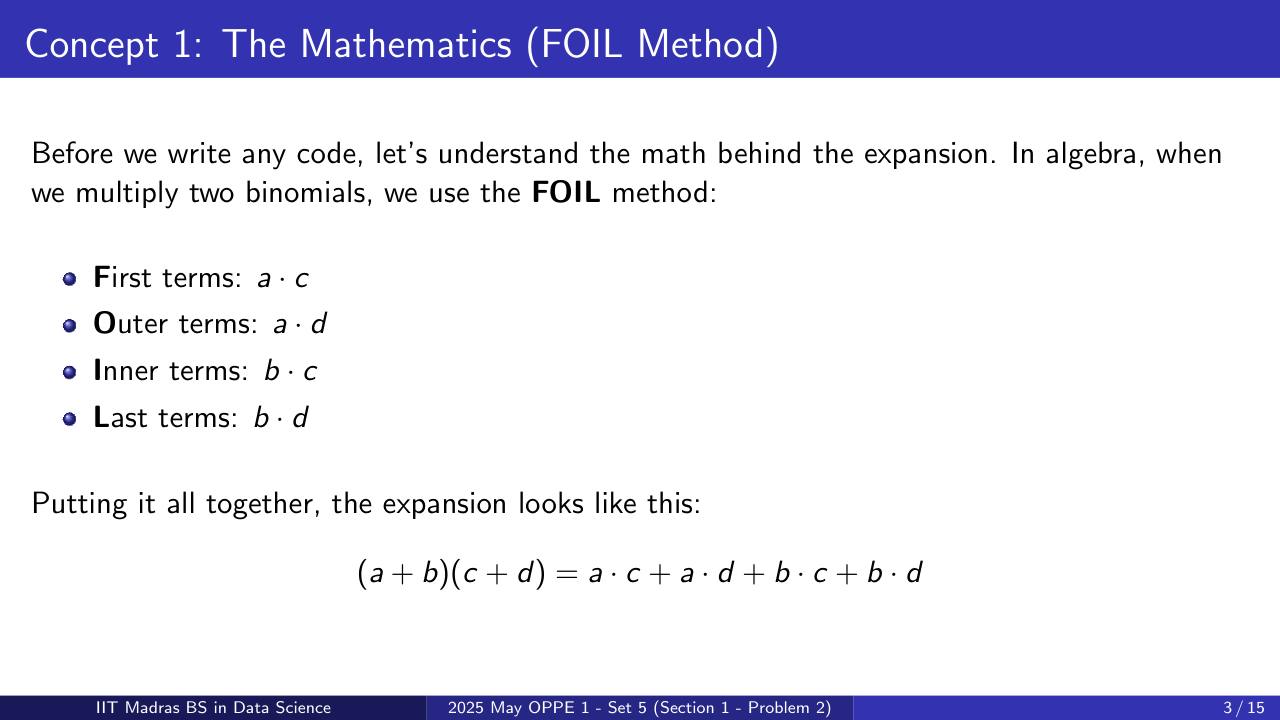 Concept 1: The Mathematics (FOIL Method)
Before we write any code, let's understand the math behind the expansion. In algebra, when
we multiply two binomials, we use the FOIL method:
First terms: a · c
Outer terms: a · d
Inner terms: b · c
Last terms: b · d
Putting it all together, the expansion looks like this:
(a + b)(c + d) = a · c + a · d + b · c + b · d
IIT Madras BS in Data Science
2025 May OPPE 1 - Set 5 (Section 1 - Problem 2)
3 / 15